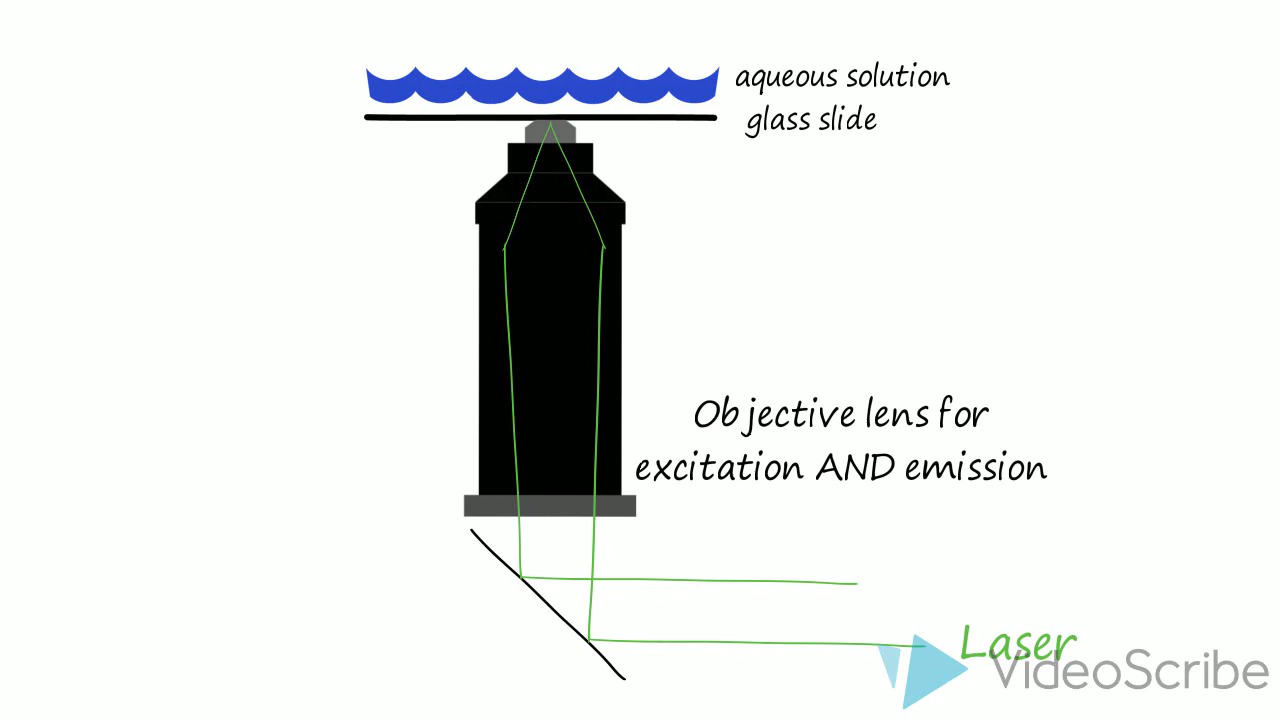 aqueous solution
glass slide
Objective lens for
excitation AND emission
Laser
VideoScribe